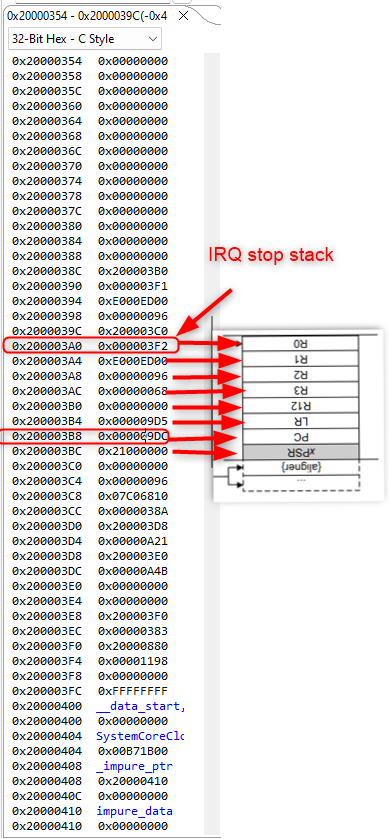 0x20000354 - 0x2000039C(-0x4
32-Bit Hex - C Style
0x20000354 0x00000000
0x20000358 0x00000000
0x2000035C 0x00000000
0x20000360 0x00000000
0x20000364 0x00000000
0x20000368 0x00000000
0x2000036C 0x00000000
0x20000370 0x00000000
0x20000374 0x00000000
0x20000378 0x00000000
0x2000037C 0x00000000
0x20000380 0x00000000
0x20000384 0x00000000
0x20000388 0x00000000
0x2000038C 0x200003B0
0x20000390 0x000003F1
0x20000394 0xE000ED00
0x20000398 0x00000096
0x2000039C 0x200003C0
0x200003A0 0x000003F2
0x200003A4 0xE000ED00
0x200003A8 0x00000096
0x200003AC 0x00000068
0x200003B0 0x00000000
0x200003B4 0x000009D5
0x200003B8 0x000009DC
0x200003BC 0x21000000
0x200003C0 0x00000000
0x200003C4 0x00000096
0x200003C8 0x07C06810
0x200003CC 0x0000038A
0x200003D0 0x200003D8
0x200003D4 0x00000A21
0x200003D8 0x200003E0
0x200003DC 0x00000A4B
0x200003E0 0x00000000
0x200003E4 0x00000000
0x200003E8 0x200003F0
0x200003EC 0x00000383
0x200003F0 0x20000880
0x200003F4 0x00001198
0x200003F8 0x00000000
0x200003FC 0xFFFFFFFF
0x20000400 __data_start,
0x20000400 0x00000000
0x20000404 SystemCoreClo
0x20000404 0x00B71B00
0x20000408 _impure_ptr
0x20000408 0x20000410
0x2000040C 0x00000000
0x20000410 impure_data
0x20000410 0x00000000
IRQ stop stack
R0
R1
R2
R3
R12
LR
PC
xPSR
{aligner}
...